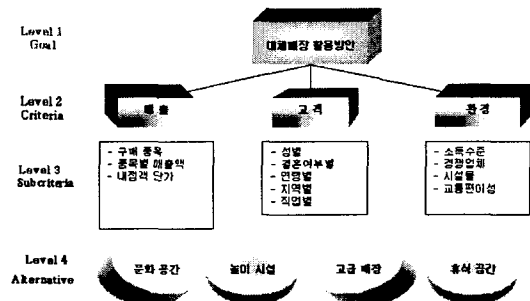 Level 1
Goal
대체매장 활용방안
Level 2
Criteria
매 출
고 객
환 경
Level 3
Subcriteria
- 구매 종목
- 종목별 매출액
- 내점객 단가
- 성별
- 결혼여부별
- 연령별
- 지역별
- 직업별
- 소득수준
- 경쟁업체
- 시설물
- 교통편이성
Level 4
Alternative
문화 공간
놀이 시설
고급 매장
휴식 공간